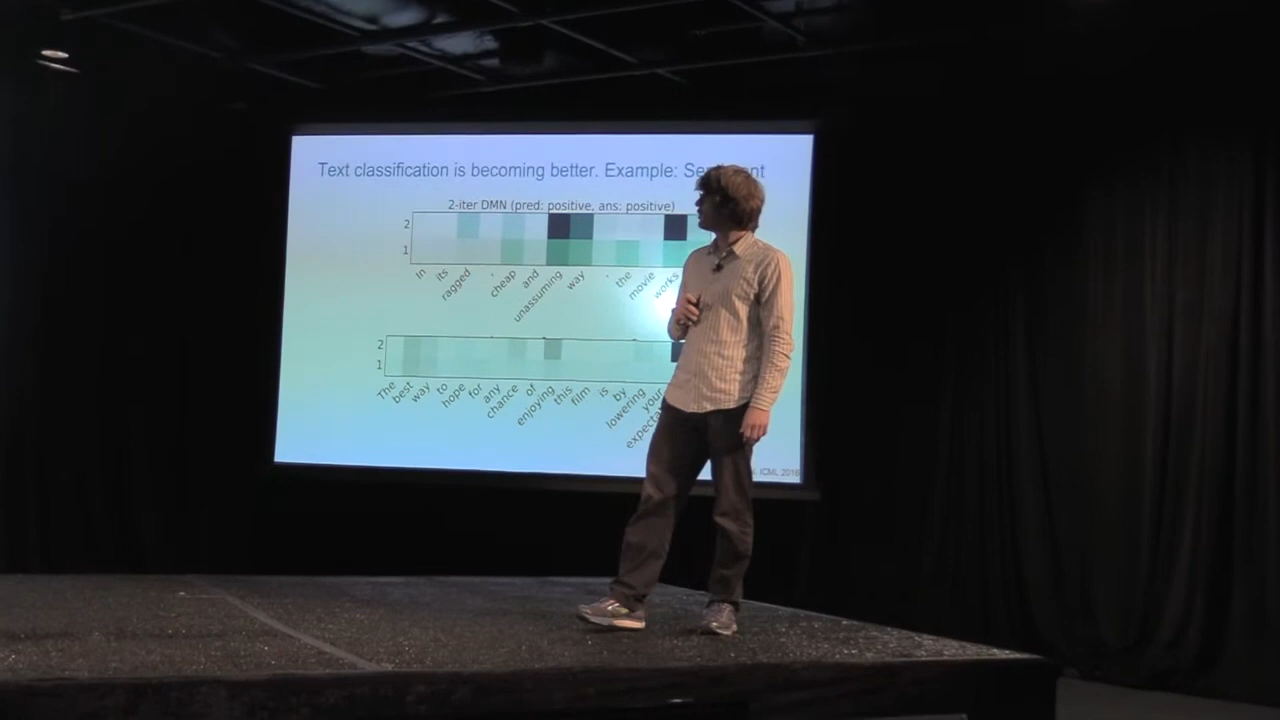 Text classification is becoming better. Example: Se nt
2-iter DMN (pred: positive, ans: positive)
2
1
In its ragged , cheap and unassuming way , the movie works
2
1
The best way to hope for any chance of enjoying this film is by lowering your
ICML 2016